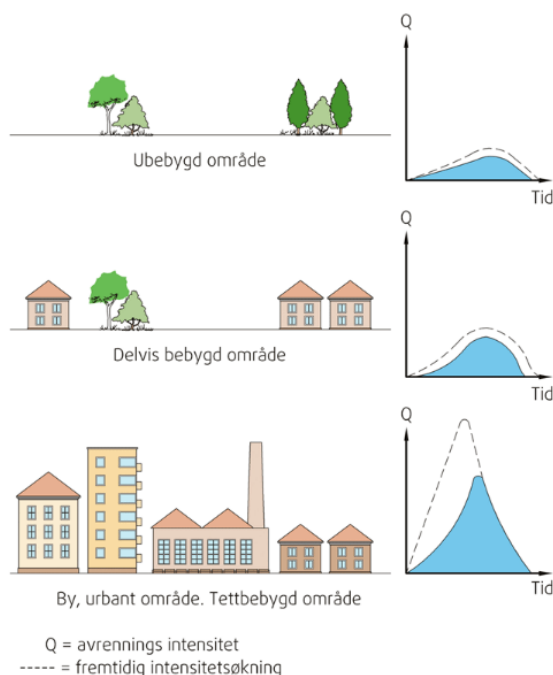 Q
Tid
Ubebygd område
Q
Tid
Delvis bebygd område
Q
Tid
By, urbant område. Tettbebygd område
Q = avrennings intensitet
----- = fremtidig intensitetsøkning